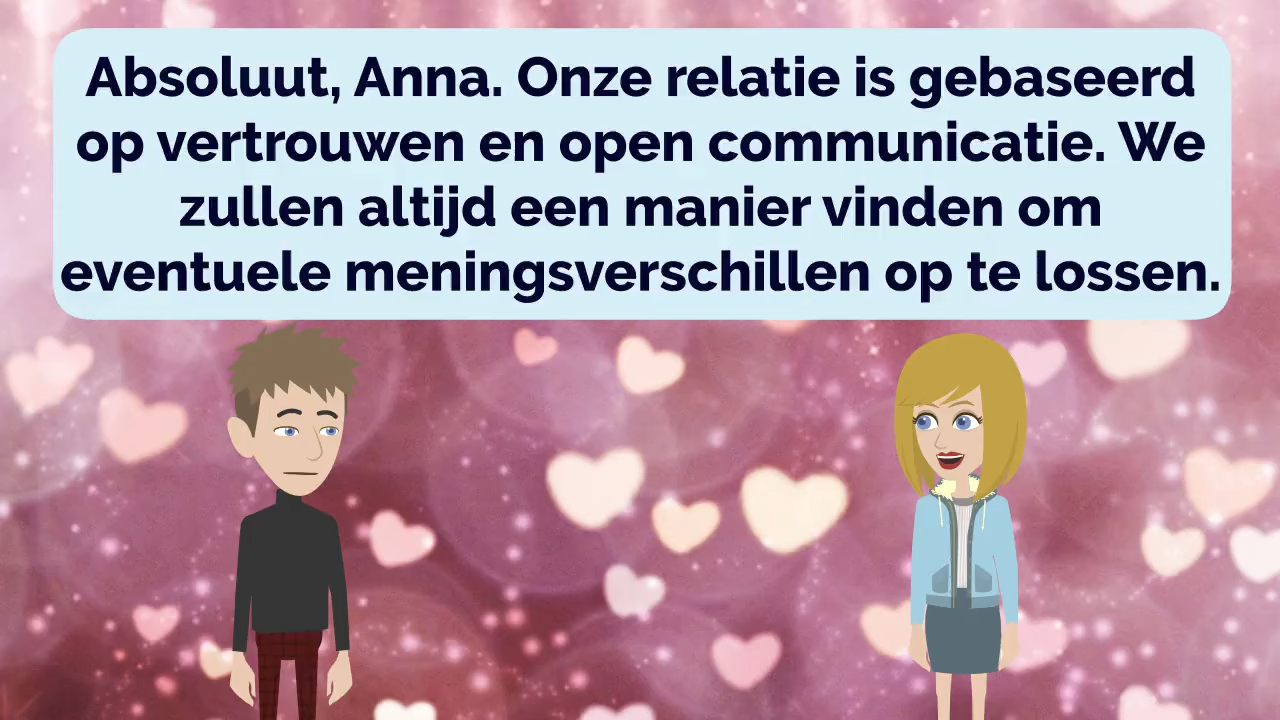 Absoluut, Anna. Onze relatie is gebaseerd
op vertrouwen en open communicatie. We
zullen altijd een manier vinden om
eventuele meningsverschillen op te lossen.